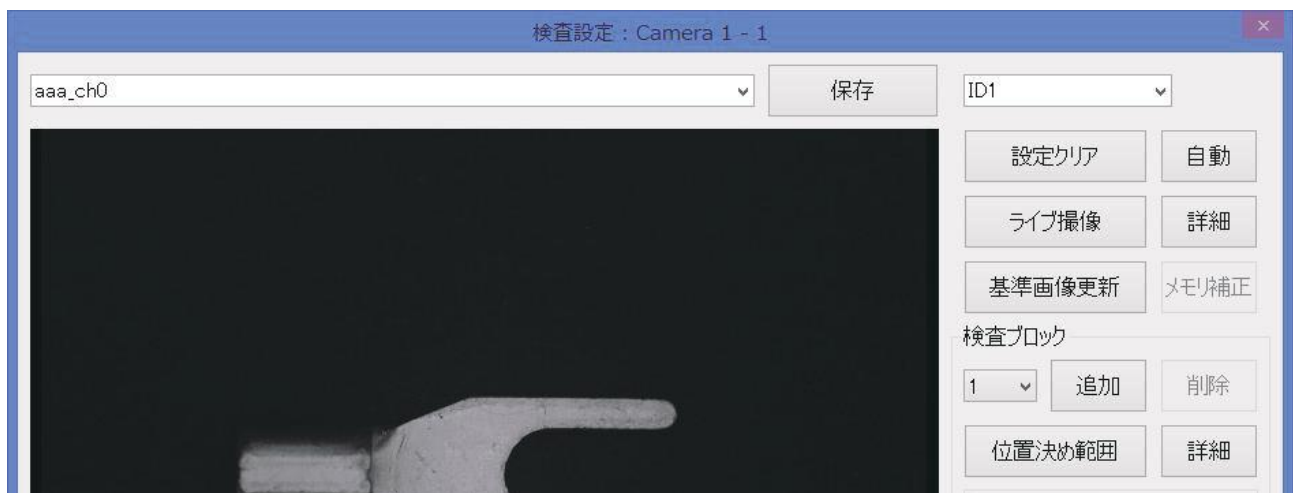 検査設定 : Camera 1 - 1
aaa_ch0
保存
ID1
設定クリア
自動
ライブ撮像
詳細
基準画像更新
メモリ補正
検査ブロック
1
追加
削除
位置決め範囲
詳細